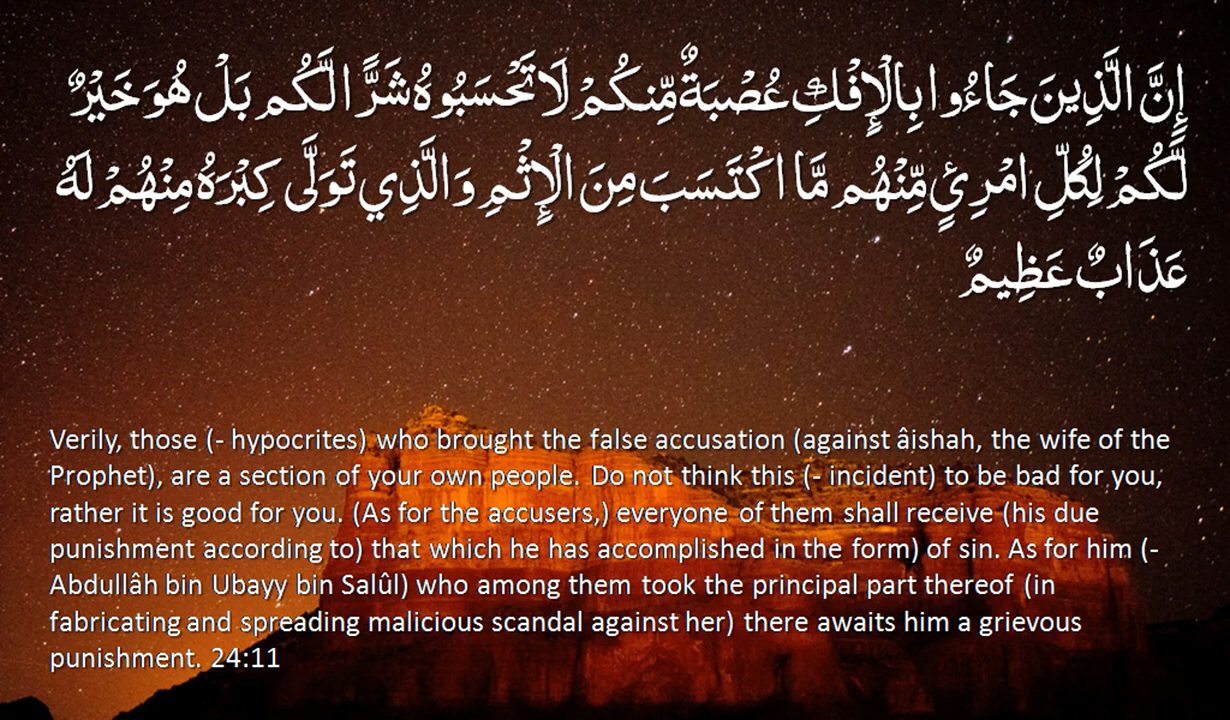 إِنَّ الَّذِينَ جَاءُوا بِالْإِفْكِ عُصْبَةٌ مِّنكُمْ لَا تَحْسَبُوهُ شَرًّا لَّكُم بَلْ هُوَ خَيْرٌ
لَّكُمْ لِكُلِّ امْرِئٍ مِّنْهُم مَّا اكْتَسَبَ مِنَ الْإِثْمِ وَالَّذِي تَوَلَّى كِبْرَهُ مِنْهُمْ لَهُ
عَذَابٌ عَظِيمٌ
Verily, those (- hypocrites) who brought the false accusation (against âishah, the wife of the
Prophet), are a section of your own people. Do not think this (- incident) to be bad for you,
rather it is good for you. (As for the accusers,) everyone of them shall receive (his due
punishment according to) that which he has accomplished in the form) of sin. As for him (-
Abdullâh bin Ubayy bin Salûl) who among them took the principal part thereof (in
fabricating and spreading malicious scandal against her) there awaits him a grievous
punishment. 24:11